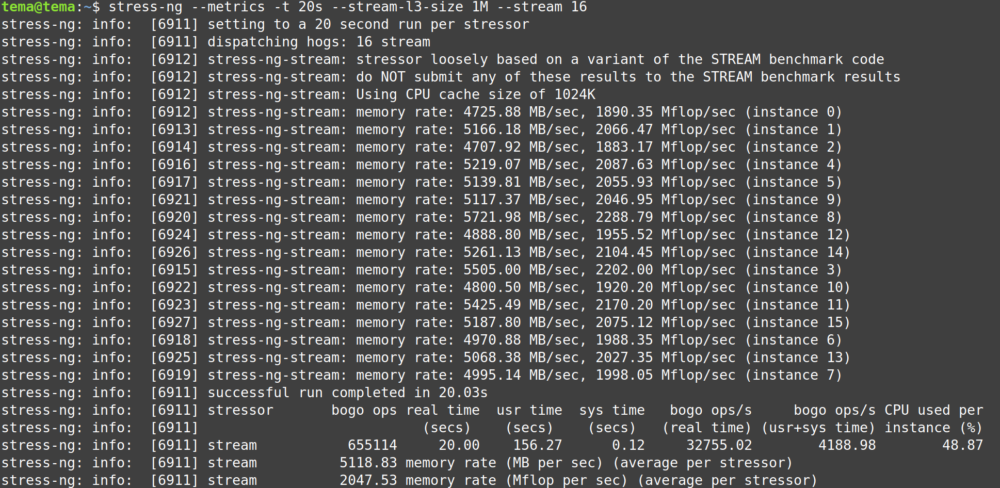 tema@tema:~$ stress-ng --metrics -t 20s --stream-l3-size 1M --stream 16
stress-ng: info:  [6911] setting to a 20 second run per stressor
stress-ng: info:  [6911] dispatching hogs: 16 stream
stress-ng: info:  [6912] stress-ng-stream: stressor loosely based on a variant of the STREAM benchmark code
stress-ng: info:  [6912] stress-ng-stream: do NOT submit any of these results to the STREAM benchmark results
stress-ng: info:  [6912] stress-ng-stream: Using CPU cache size of 1024K
stress-ng: info:  [6912] stress-ng-stream: memory rate: 4725.88 MB/sec, 1890.35 Mflop/sec (instance 0)
stress-ng: info:  [6913] stress-ng-stream: memory rate: 5166.18 MB/sec, 2066.47 Mflop/sec (instance 1)
stress-ng: info:  [6914] stress-ng-stream: memory rate: 4707.92 MB/sec, 1883.17 Mflop/sec (instance 2)
stress-ng: info:  [6916] stress-ng-stream: memory rate: 5219.07 MB/sec, 2087.63 Mflop/sec (instance 4)
stress-ng: info:  [6917] stress-ng-stream: memory rate: 5139.81 MB/sec, 2055.93 Mflop/sec (instance 5)
stress-ng: info:  [6921] stress-ng-stream: memory rate: 5117.37 MB/sec, 2046.95 Mflop/sec (instance 9)
stress-ng: info:  [6920] stress-ng-stream: memory rate: 5721.98 MB/sec, 2288.79 Mflop/sec (instance 8)
stress-ng: info:  [6924] stress-ng-stream: memory rate: 4888.80 MB/sec, 1955.52 Mflop/sec (instance 12)
stress-ng: info:  [6926] stress-ng-stream: memory rate: 5261.13 MB/sec, 2104.45 Mflop/sec (instance 14)
stress-ng: info:  [6915] stress-ng-stream: memory rate: 5505.00 MB/sec, 2202.00 Mflop/sec (instance 3)
stress-ng: info:  [6922] stress-ng-stream: memory rate: 4800.50 MB/sec, 1920.20 Mflop/sec (instance 10)
stress-ng: info:  [6923] stress-ng-stream: memory rate: 5425.49 MB/sec, 2170.20 Mflop/sec (instance 11)
stress-ng: info:  [6927] stress-ng-stream: memory rate: 5187.80 MB/sec, 2075.12 Mflop/sec (instance 15)
stress-ng: info:  [6918] stress-ng-stream: memory rate: 4970.88 MB/sec, 1988.35 Mflop/sec (instance 6)
stress-ng: info:  [6925] stress-ng-stream: memory rate: 5068.38 MB/sec, 2027.35 Mflop/sec (instance 13)
stress-ng: info:  [6919] stress-ng-stream: memory rate: 4995.14 MB/sec, 1998.05 Mflop/sec (instance 7)
stress-ng: info:  [6911] successful run completed in 20.03s
stress-ng: info:  [6911] stressor       bogo ops real time  usr time  sys time   bogo ops/s     bogo ops/s CPU used per
stress-ng: info:  [6911]                           (secs)    (secs)    (secs)   (real time) (usr+sys time) instance (%)
stress-ng: info:  [6911] stream           655114     20.00    156.27      0.12     32755.02        4188.98        48.87
stress-ng: info:  [6911] stream          5118.83 memory rate (MB per sec) (average per stressor)
stress-ng: info:  [6911] stream          2047.53 memory rate (Mflop per sec) (average per stressor)